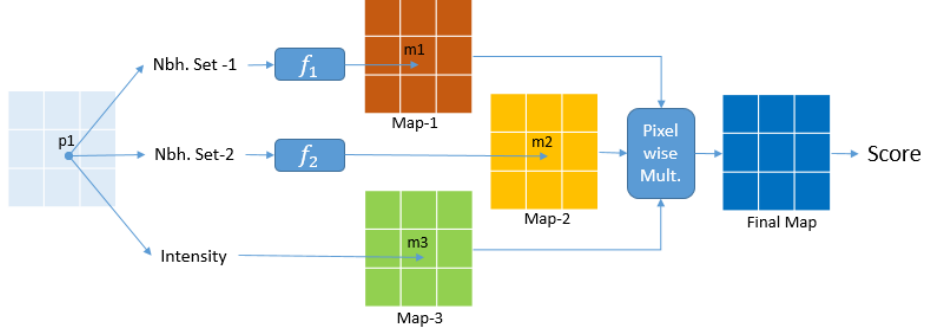 p1
Nbh. Set -1
f₁
m1
Map-1
Nbh. Set-2
f₂
m2
Map-2
Intensity
m3
Map-3
Pixel
wise
Mult.
Final Map
Score